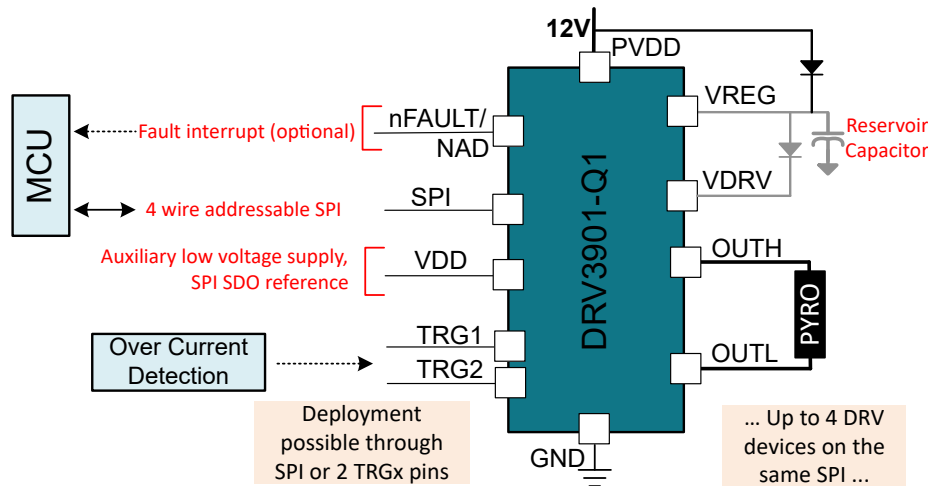 12V
PVDD
MCU
Fault interrupt (optional)
nFAULT/
NAD
4 wire addressable SPI
SPI
Auxiliary low voltage supply,
SPI SDO reference
VDD
Over Current
Detection
TRG1
TRG2
Deployment
possible through
SPI or 2 TRGx pins
GND
DRV3901-Q1
VREG
Reservoir
Capacitor
VDRV
OUTH
PYRO
OUTL
... Up to 4 DRV
devices on the
same SPI ...